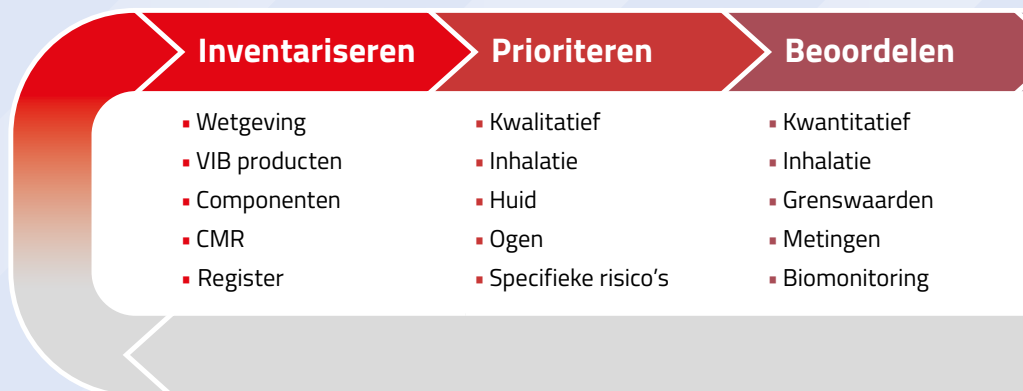 Inventariseren
▪ Wetgeving
▪ VIB producten
▪ Componenten
▪ CMR
▪ Register
Prioriteren
▪ Kwalitatief
▪ Inhalatie
▪ Huid
▪ Ogen
▪ Specifieke risico's
Beoordelen
▪ Kwantitatief
▪ Inhalatie
▪ Grenswaarden
▪ Metingen
▪ Biomonitoring